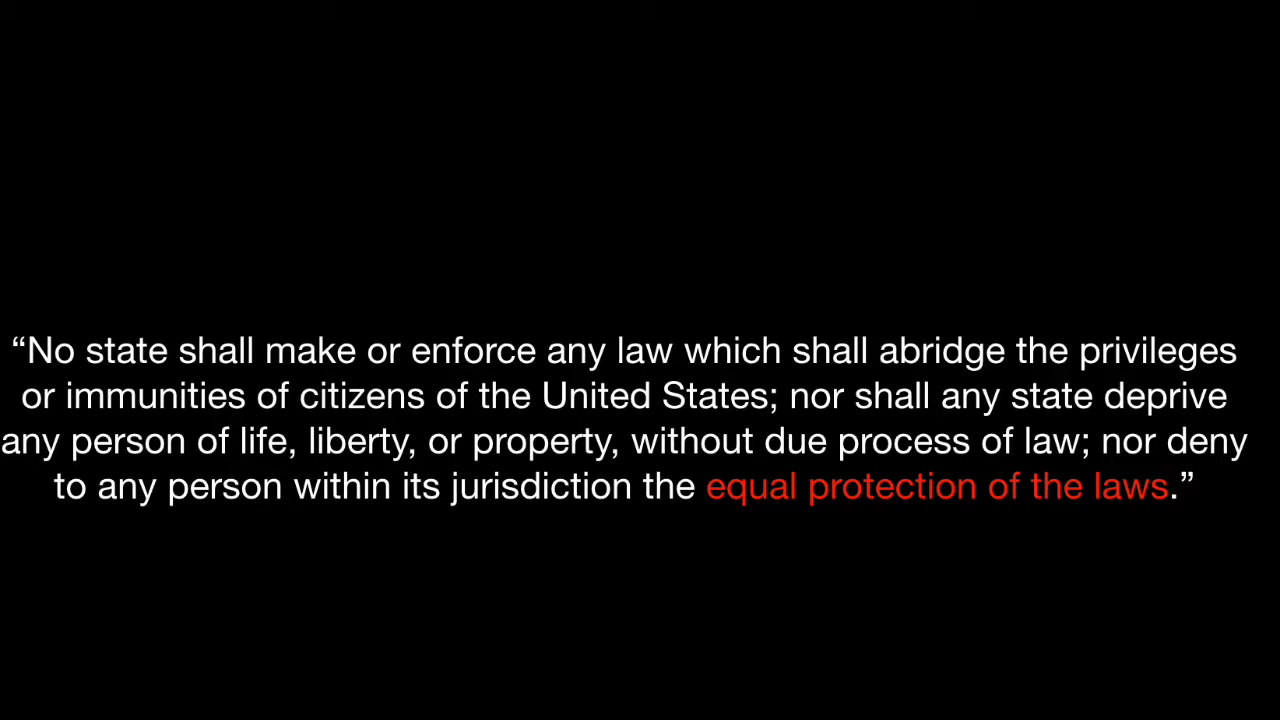 “No state shall make or enforce any law which shall abridge the privileges
or immunities of citizens of the United States; nor shall any state deprive
any person of life, liberty, or property, without due process of law; nor deny
to any person within its jurisdiction the equal protection of the laws.”